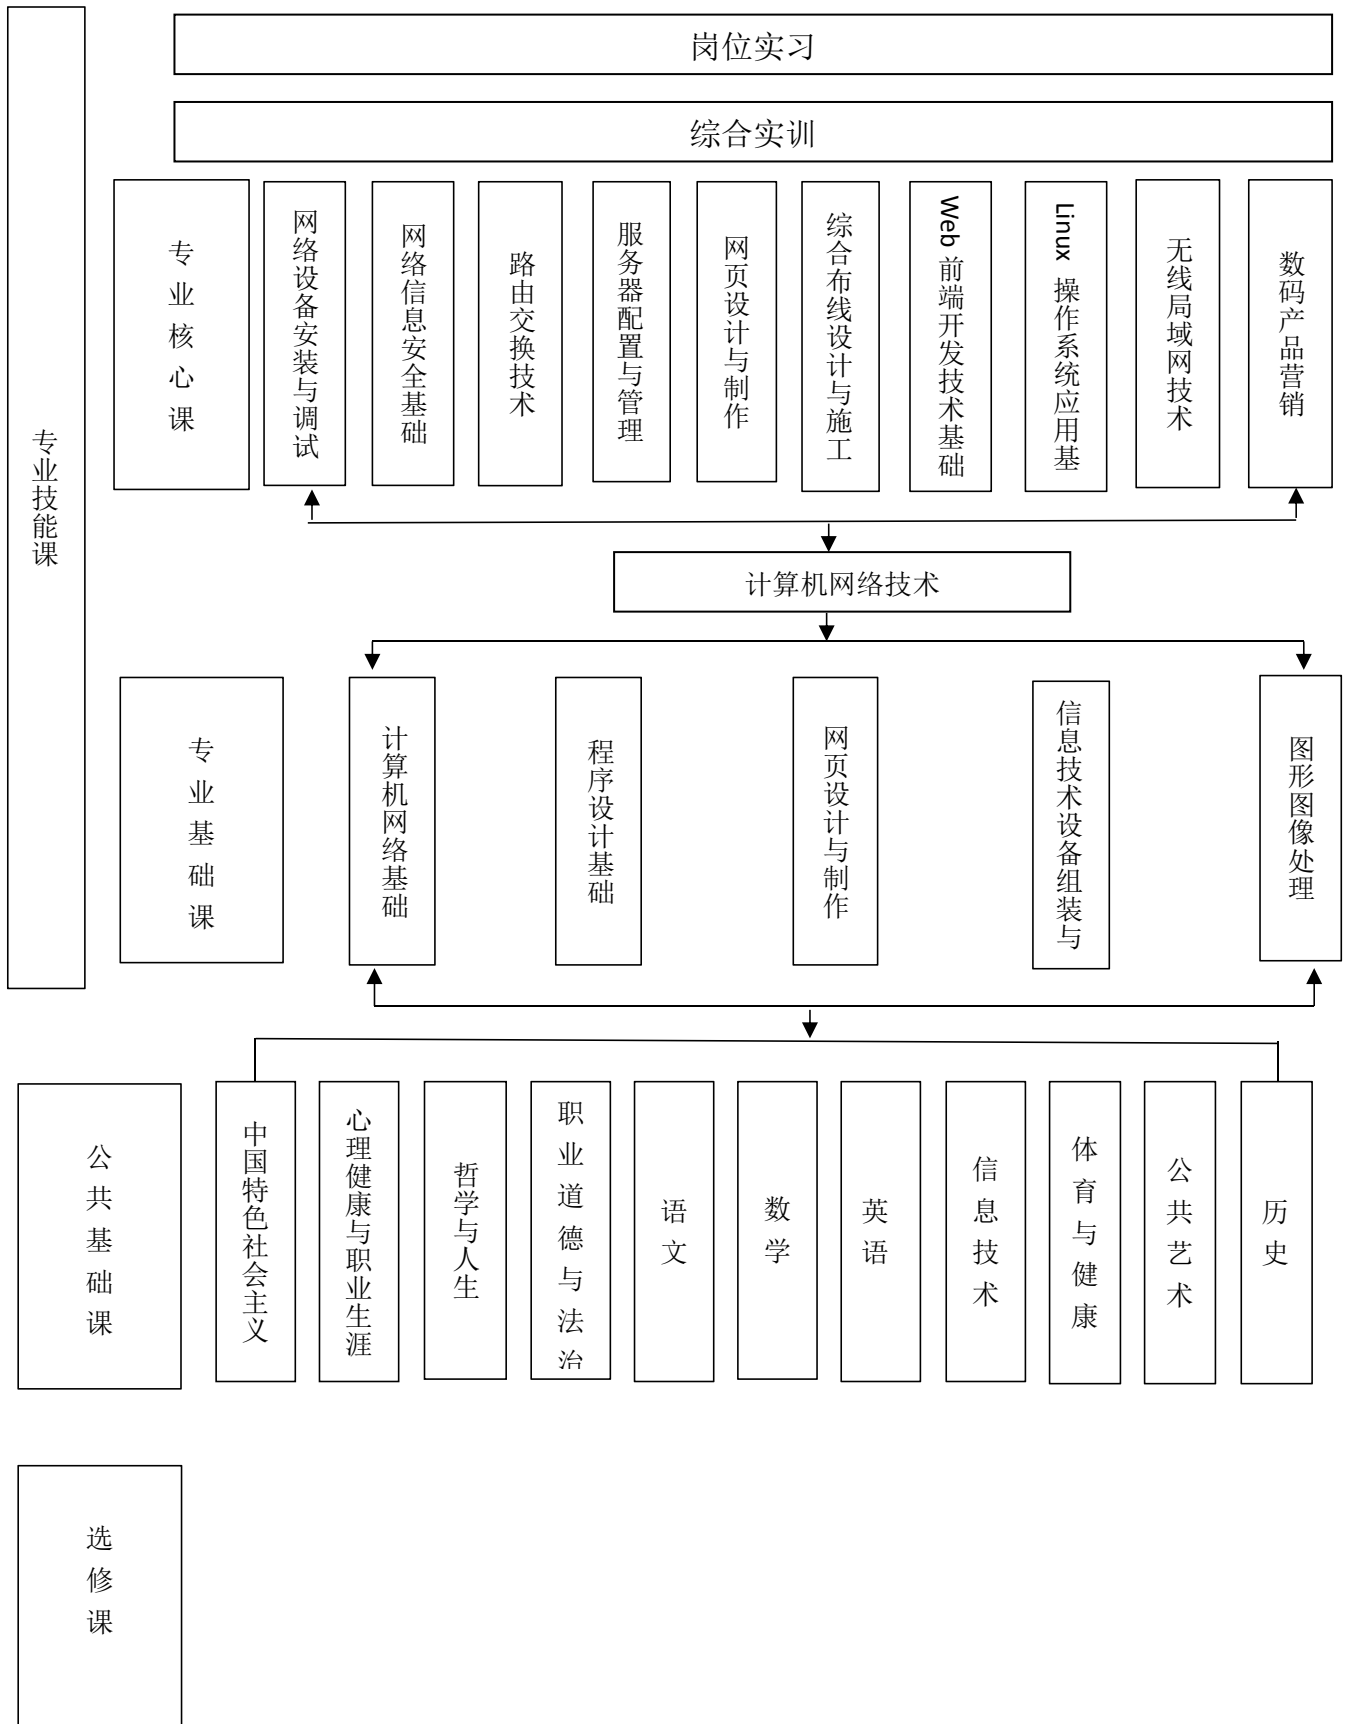 岗位实习
综合实训
专业技能课
专业核心课
网络设备安装与调试
网络信息安全基础
路由交换技术
服务器配置与管理
网页设计与制作
综合布线设计与施工
Web 前端开发技术基础
Linux 操作系统应用基
无线局域网技术
数码产品营销
计算机网络技术
专业基础课
计算机网络基础
程序设计基础
网页设计与制作
信息技术设备组装与
图形图像处理
公共基础课
中国特色社会主义
心理健康与职业生涯
哲学与人生
职业道德与法治
语文
数学
英语
信息技术
体育与健康
公共艺术
历史
选修课